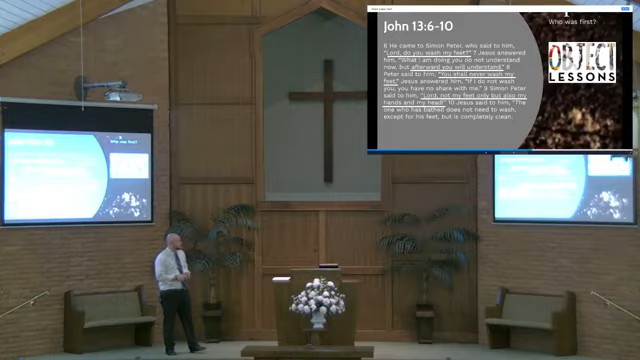 John 13:6-10
Who was first?
6 He came to Simon Peter, who said to him,
"Lord, do you wash my feet?" 7 Jesus answered
him, "What I am doing you do not understand
now, but afterward you will understand." 8
Peter said to him, "You shall never wash my
feet." Jesus answered him, "If I do not wash
you, you have no share with me." 9 Simon Peter
said to him, "Lord, not my feet only but also my
hands and my head!" 10 Jesus said to him, "The
one who has bathed does not need to wash,
except for his feet, but is completely clean.
OBJECT
LESSONS
Who was first?